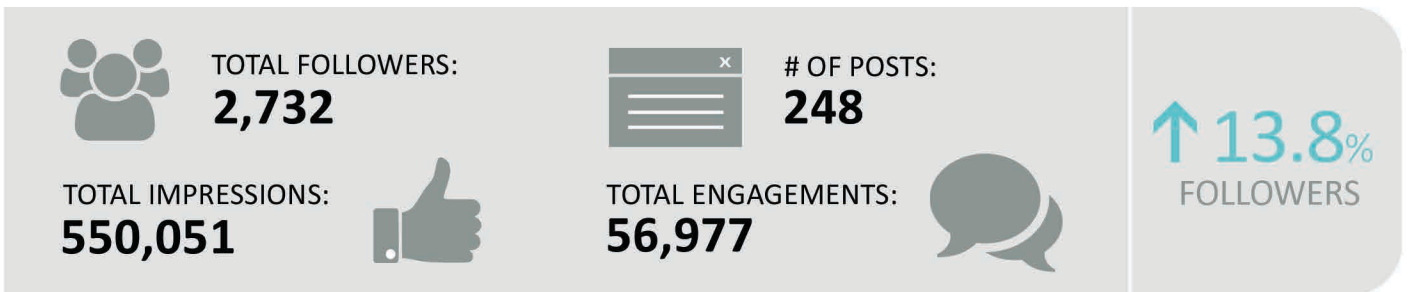 TOTAL FOLLOWERS:
2,732
# OF POSTS:
248
TOTAL IMPRESSIONS:
550,051
TOTAL ENGAGEMENTS:
56,977
↑ 13.8%
FOLLOWERS